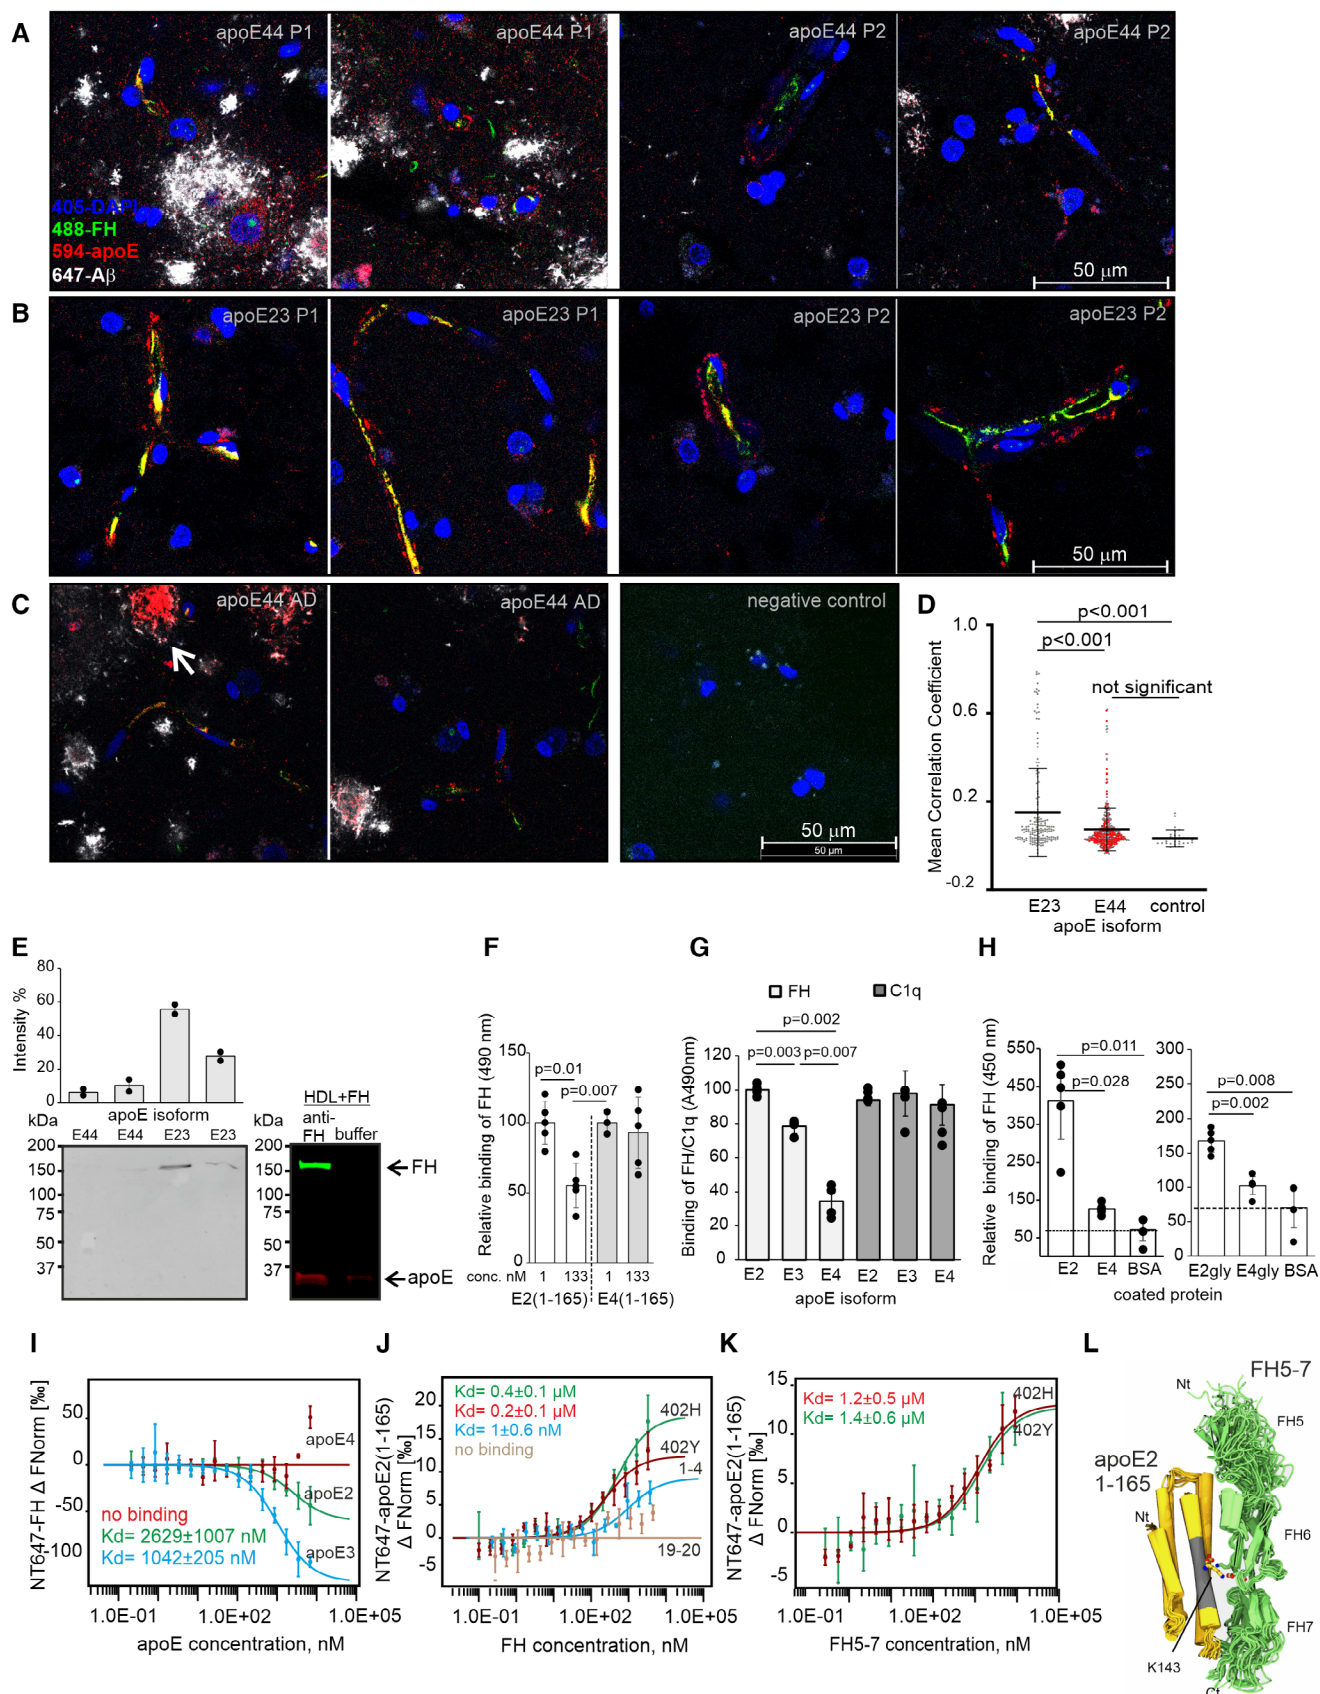 A
apoE44 P1
apoE44 P1
apoE44 P2
apoE44 P2
405-DAPI
488-FH
594-apoE
647-Aβ
50 µm
B
apoE23 P1
apoE23 P1
apoE23 P2
apoE23 P2
50 µm
C
apoE44 AD
apoE44 AD
negative control
50 µm
50 µm
D
p<0.001
p<0.001
not significant
Mean Correlation Coefficient
1.0
0.6
0.2
-0.2
E23 E44 control
apoE isoform
E
Intensity %
80
60
40
20
0
apoE isoform
kDa
E44 E44 E23 E23
200
150
100
75
50
37
HDL+FH
anti-FH
buffer
kDa
200
150
100
75
50
37
FH
apoE
F
Relative binding of FH (490 nm)
150
100
50
0
p=0.01
p=0.007
conc. nM 1 133 1 133
E2(1-165) E4(1-165)
G
FH C1q
Binding of FH/C1q (A490nm)
p=0.002
p=0.003 p=0.007
120
100
80
60
40
20
0
E2 E3 E4 E2 E3 E4
apoE isoform
H
Relative binding of FH (450 nm)
550
450
350
250
150
50
p=0.011
p=0.028
E2 E4 BSA
300
250
200
150
100
50
0
p=0.008
p=0.002
E2gly E4gly BSA
coated protein
I
NT647-FH Δ FNorm [‰]
50
0
-50
-100
apoE4
apoE2
apoE3
no binding
Kd= 2629±1007 nM
Kd= 1042±205 nM
1.0E-01 1.0E+02 1.0E+05
apoE concentration, nM
J
NT647-apoE2(1-165)
Δ FNorm [‰]
20
15
10
5
0
-5
Kd= 0.4±0.1 µM
Kd= 0.2±0.1 µM
Kd= 1±0.6 nM
no binding
402H
402Y
1-4
19-20
1.0E-01 1.0E+02 1.0E+05
FH concentration, nM
K
NT647-apoE2(1-165)
Δ FNorm [‰]
15
10
5
0
-5
Kd= 1.2±0.5 µM
Kd= 1.4±0.6 µM
402H
402Y
1.0E-01 1.0E+02 1.0E+05
FH5-7 concentration, nM
L
FH5-7
Nt
FH5
apoE2
1-165
Nt
FH6
FH7
K143
Ct